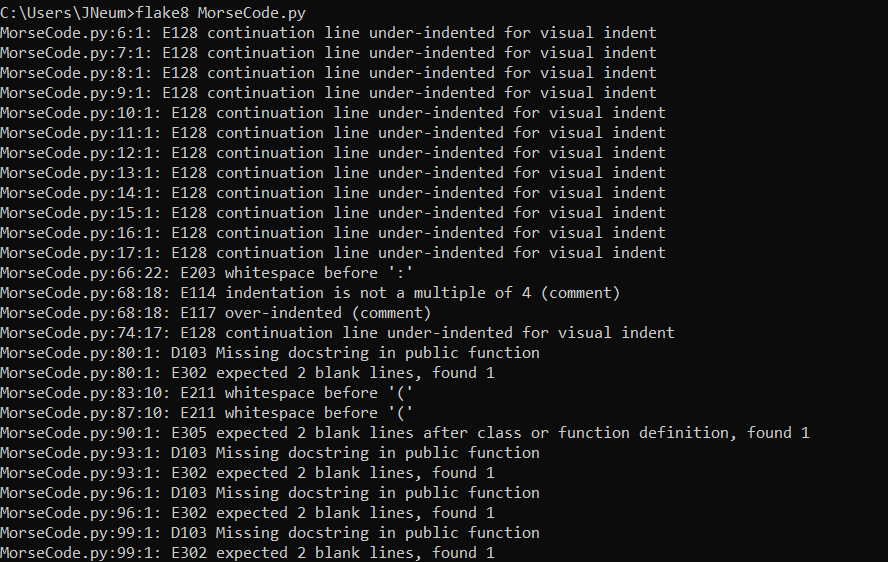 C:\Users\JNeum>flake8 MorseCode.py
MorseCode.py:6:1: E128 continuation line under-indented for visual indent
MorseCode.py:7:1: E128 continuation line under-indented for visual indent
MorseCode.py:8:1: E128 continuation line under-indented for visual indent
MorseCode.py:9:1: E128 continuation line under-indented for visual indent
MorseCode.py:10:1: E128 continuation line under-indented for visual indent
MorseCode.py:11:1: E128 continuation line under-indented for visual indent
MorseCode.py:12:1: E128 continuation line under-indented for visual indent
MorseCode.py:13:1: E128 continuation line under-indented for visual indent
MorseCode.py:14:1: E128 continuation line under-indented for visual indent
MorseCode.py:15:1: E128 continuation line under-indented for visual indent
MorseCode.py:16:1: E128 continuation line under-indented for visual indent
MorseCode.py:17:1: E128 continuation line under-indented for visual indent
MorseCode.py:66:22: E203 whitespace before ':'
MorseCode.py:68:18: E114 indentation is not a multiple of 4 (comment)
MorseCode.py:68:18: E117 over-indented (comment)
MorseCode.py:74:17: E128 continuation line under-indented for visual indent
MorseCode.py:80:1: D103 Missing docstring in public function
MorseCode.py:80:1: E302 expected 2 blank lines, found 1
MorseCode.py:83:10: E211 whitespace before '('
MorseCode.py:87:10: E211 whitespace before '('
MorseCode.py:90:1: E305 expected 2 blank lines after class or function definition, found 1
MorseCode.py:93:1: D103 Missing docstring in public function
MorseCode.py:93:1: E302 expected 2 blank lines, found 1
MorseCode.py:96:1: D103 Missing docstring in public function
MorseCode.py:96:1: E302 expected 2 blank lines, found 1
MorseCode.py:99:1: D103 Missing docstring in public function
MorseCode.py:99:1: E302 expected 2 blank lines, found 1